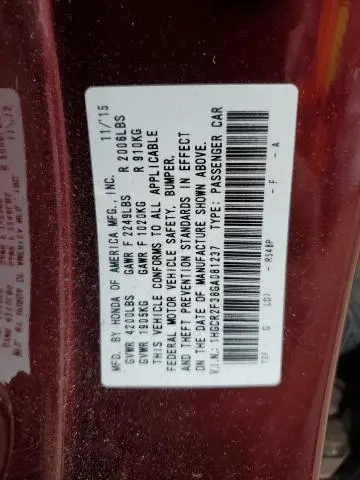 MFD. BY HONDA OF AMERICA MFG., INC. 11/'15
GVWR 4200LBS GAWR F 2249LBS R 2006LBS
GVWR 1905KG GAWR F 1020KG R 910KG
THIS VEHICLE CONFORMS TO ALL APPLICABLE
FEDERAL MOTOR VEHICLE SAFETY, BUMPER,
AND THEFT PREVENTION STANDARDS IN EFFECT
ON THE DATE OF MANUFACTURE SHOWN ABOVE.
V.I.N.: 1HGCR2F38GA081237 TYPE: PASSENGER CAR
G LD7 - R548P - F - A